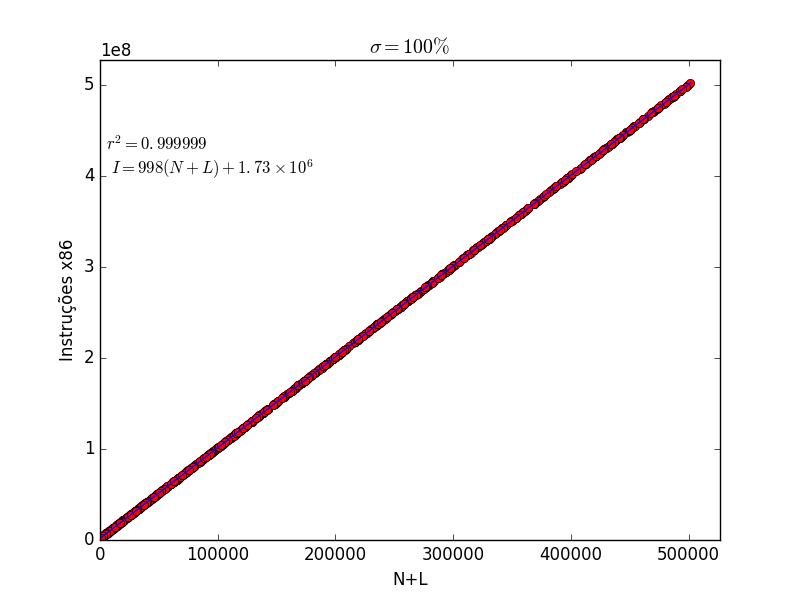 σ = 100%
1e8
5
r² = 0.999999
I = 998(N + L) + 1.73 × 10⁶
4
3
2
1
0
Instruções x86
0 100000 200000 300000 400000 500000
N+L